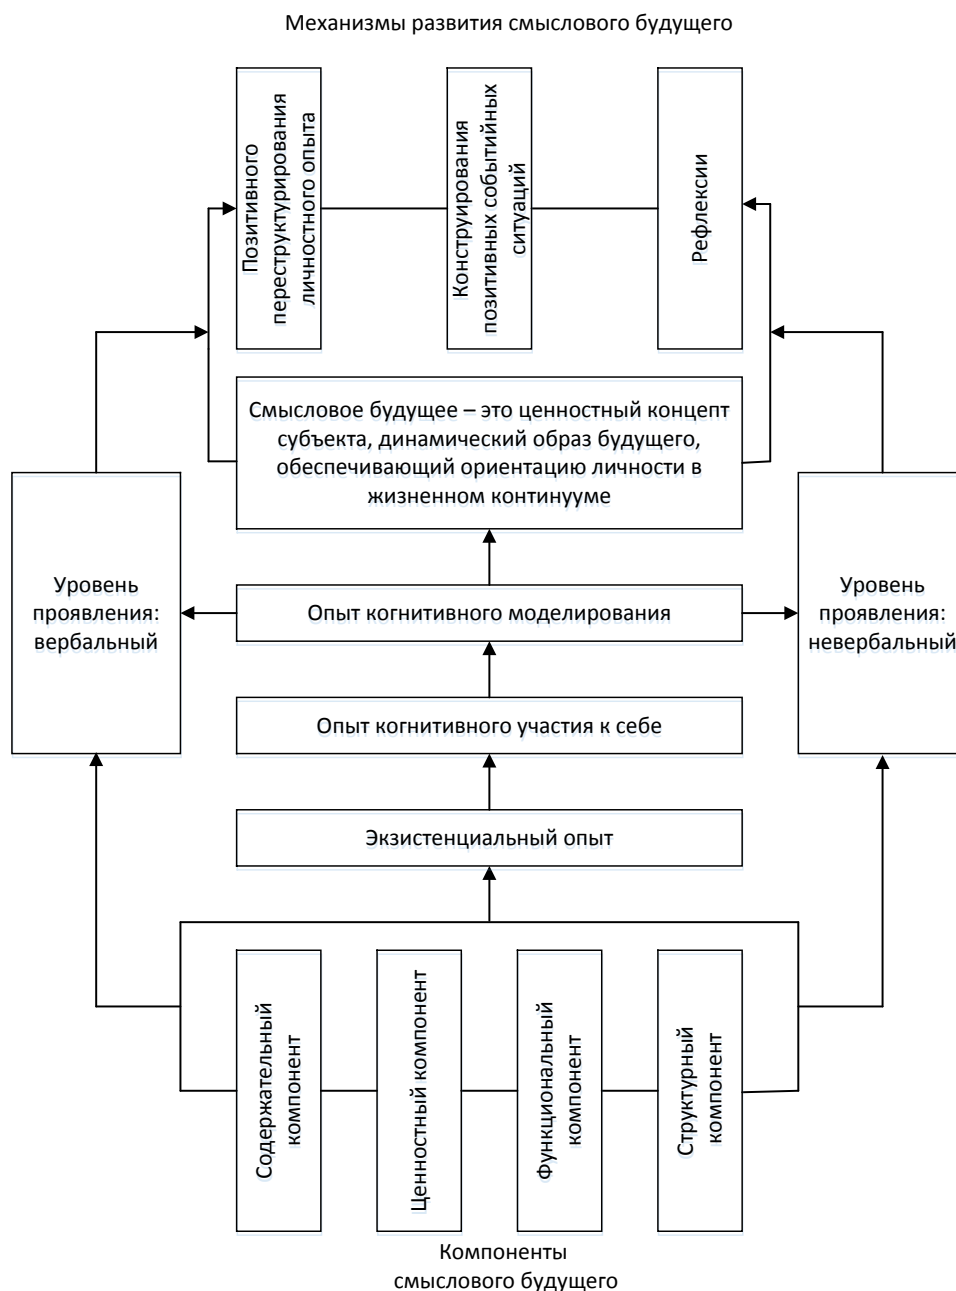 Механизмы развития смыслового будущего
Позитивного
переструктурирования
личностного опыта
Конструирования
позитивных событийных
ситуаций
Рефлексии
Смысловое будущее – это ценностный концепт
субъекта, динамический образ будущего,
обеспечивающий ориентацию личности в
жизненном континууме
Уровень
проявления:
вербальный
Опыт когнитивного моделирования
Уровень
проявления:
невербальный
Опыт когнитивного участия к себе
Экзистенциальный опыт
Содержательный
компонент
Ценностный компонент
Функциональный
компонент
Структурный
компонент
Компоненты
смыслового будущего